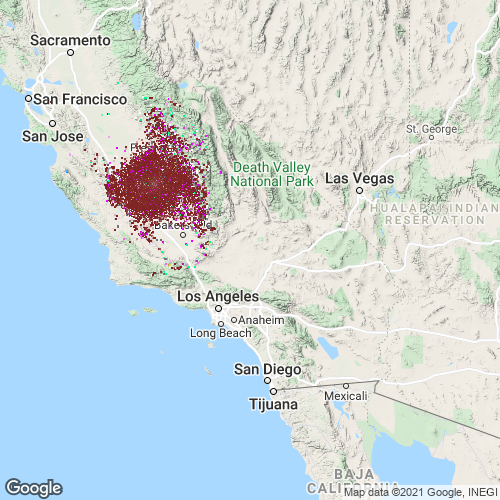 Sacramento
San Francisco
San Jose
St. George
Death Valley
National Park
Las Vegas
HUALAPAI INDIAN
RESERVATION
Los Angeles
Anaheim
Long Beach
San Diego
Tijuana
Mexicali
BAJA
CALIFORNIA
Google
Map data ©2021 Google, INEGI